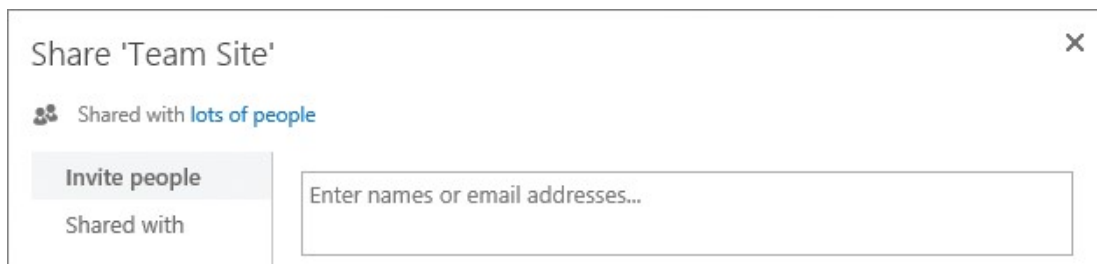 Share 'Team Site'
Shared with lots of people
Invite people
Enter names or email addresses...
Shared with